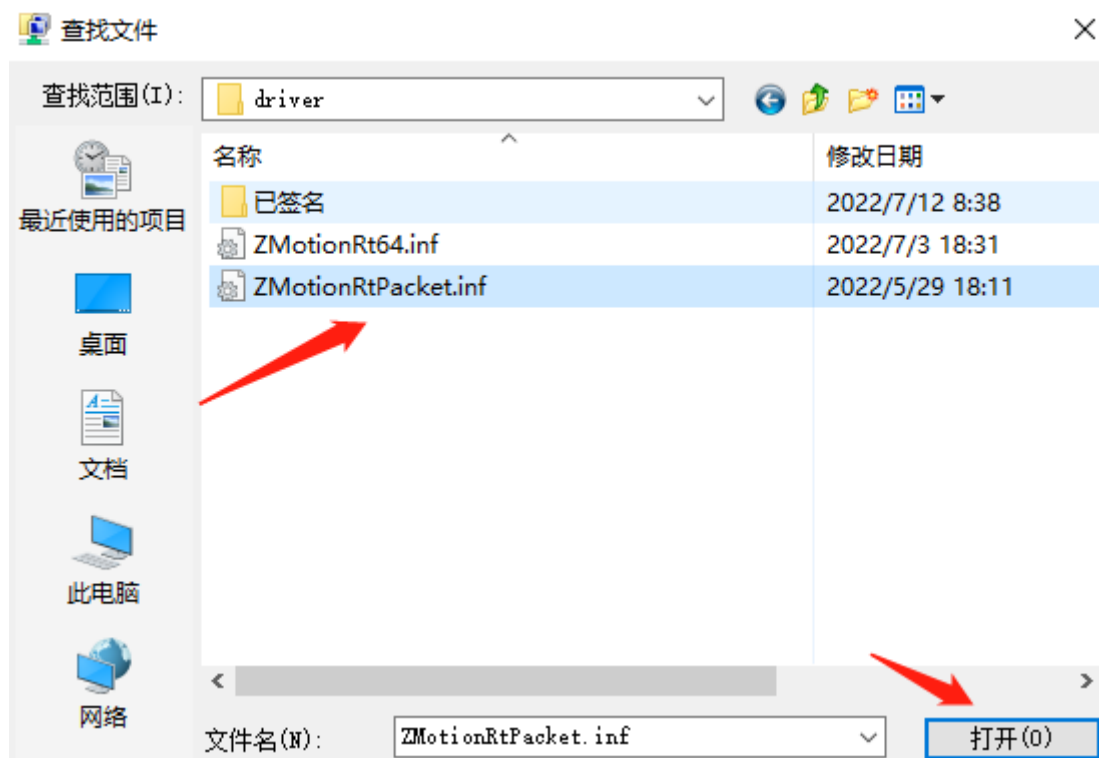 查找文件
查找范围(I):
driver
名称
修改日期
已签名
2022/7/12 8:38
ZMotionRt64.inf
2022/7/3 18:31
ZMotionRtPacket.inf
2022/5/29 18:11
最近使用的项目
桌面
文档
此电脑
网络
文件名(N):
ZMotionRtPacket.inf
打开(O)